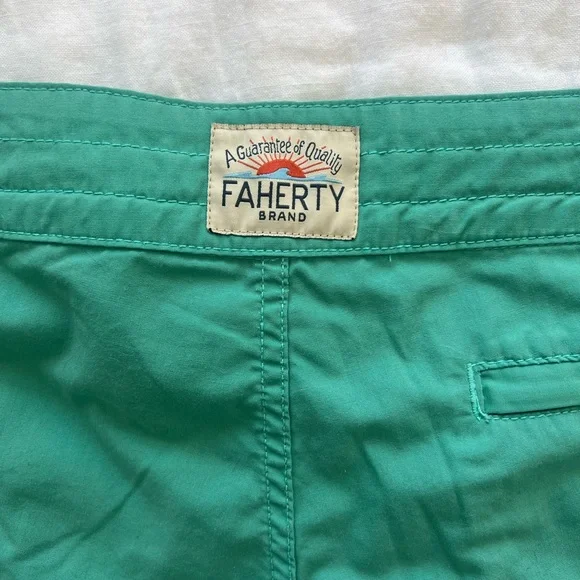 A Guarantee of Quality
FAHERTY
BRAND